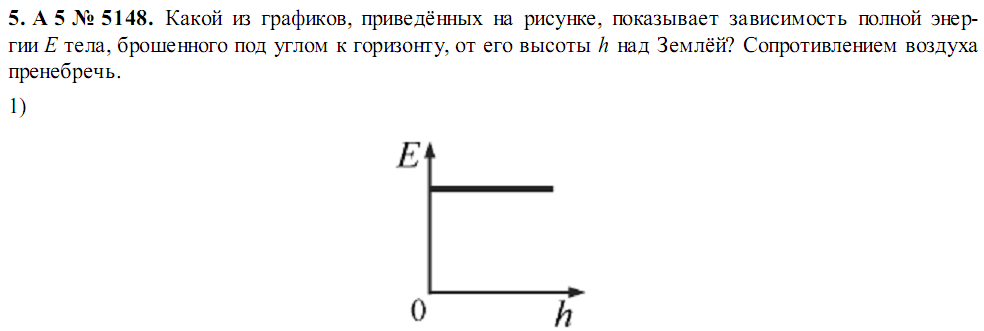 5. А 5 № 5148. Какой из графиков, приведённых на рисунке, показывает зависимость полной энер-
гии E тела, брошенного под углом к горизонту, от его высоты h над Землёй? Сопротивлением воздуха
пренебречь.
1)
E
0
h